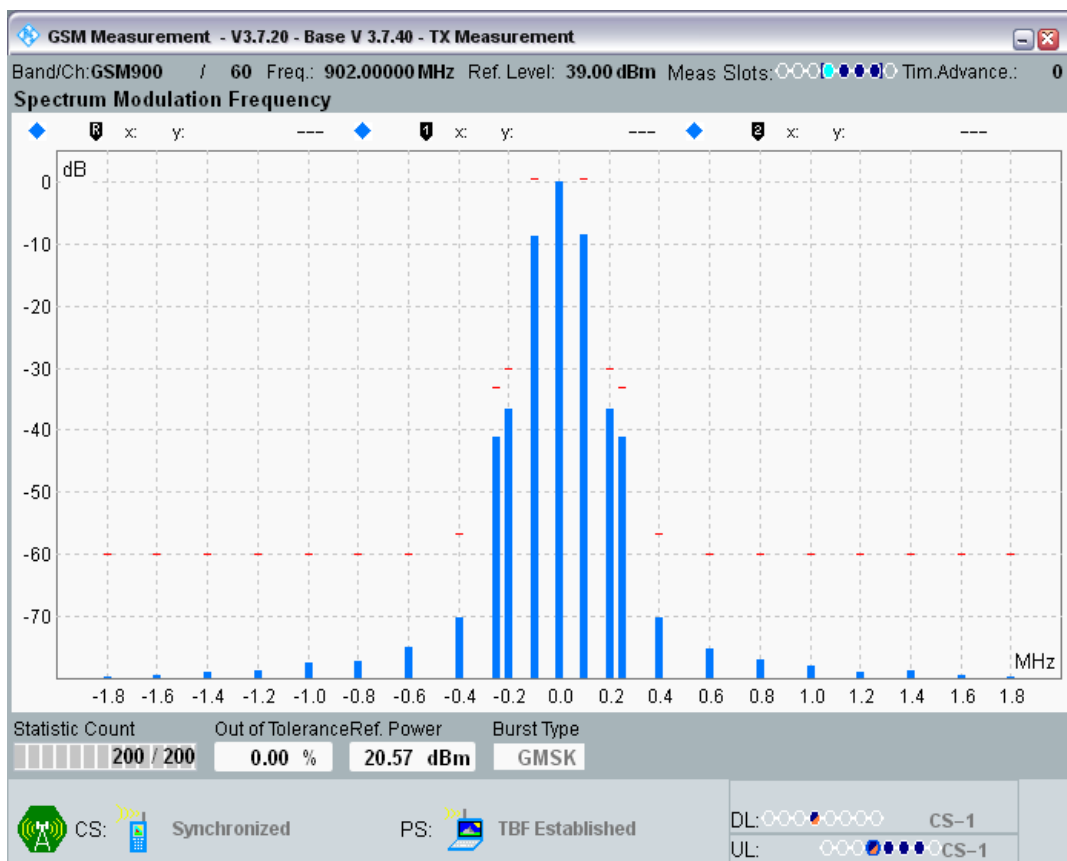 GSM Measurement - V3.7.20 - Base V 3.7.40 - TX Measurement
Band/Ch:GSM900 / 60 Freq.: 902.00000 MHz Ref. Level: 39.00 dBm Meas Slots: Tim.Advance.: 0
Spectrum Modulation Frequency
R x: y: --- 1 x: y: --- 2 x: y: ---
dB
0
-10
-20
-30
-40
-50
-60
-70
MHz
-1.8 -1.6 -1.4 -1.2 -1.0 -0.8 -0.6 -0.4 -0.2 0.0 0.2 0.4 0.6 0.8 1.0 1.2 1.4 1.6 1.8
Statistic Count Out of Tolerance Ref. Power Burst Type
200 / 200 0.00 % 20.57 dBm GMSK
CS: Synchronized PS: TBF Established
DL: CS-1
UL: CS-1